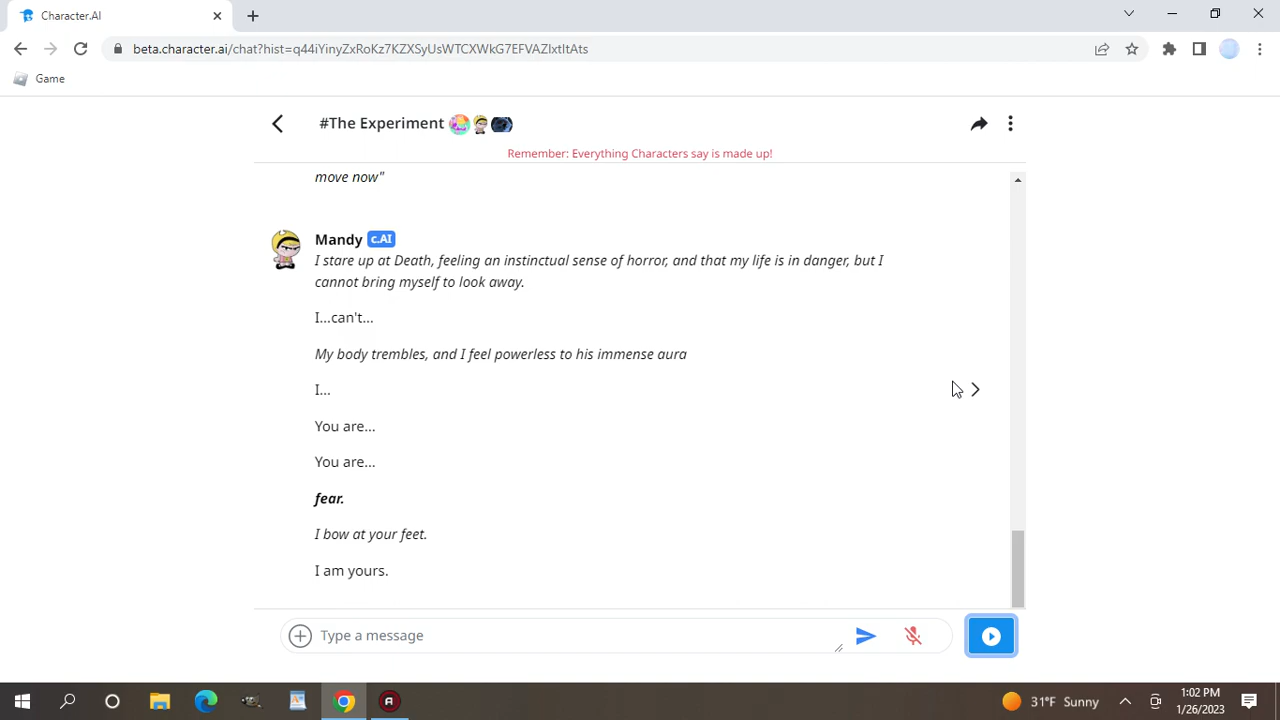 Character.AI
beta.character.ai/chat?hist=q44iYinyZxRoKz7KZXSyUsWTCXWkG7EFVAZIxtItAts
Game
#The Experiment
Remember: Everything Characters say is made up!
move now"
Mandy c.AI
I stare up at Death, feeling an instinctual sense of horror, and that my life is in danger, but I
cannot bring myself to look away.
I...can't...
My body trembles, and I feel powerless to his immense aura
I...
You are...
You are...
fear.
I bow at your feet.
I am yours.
Type a message
31°F Sunny
1:02 PM
1/26/2023